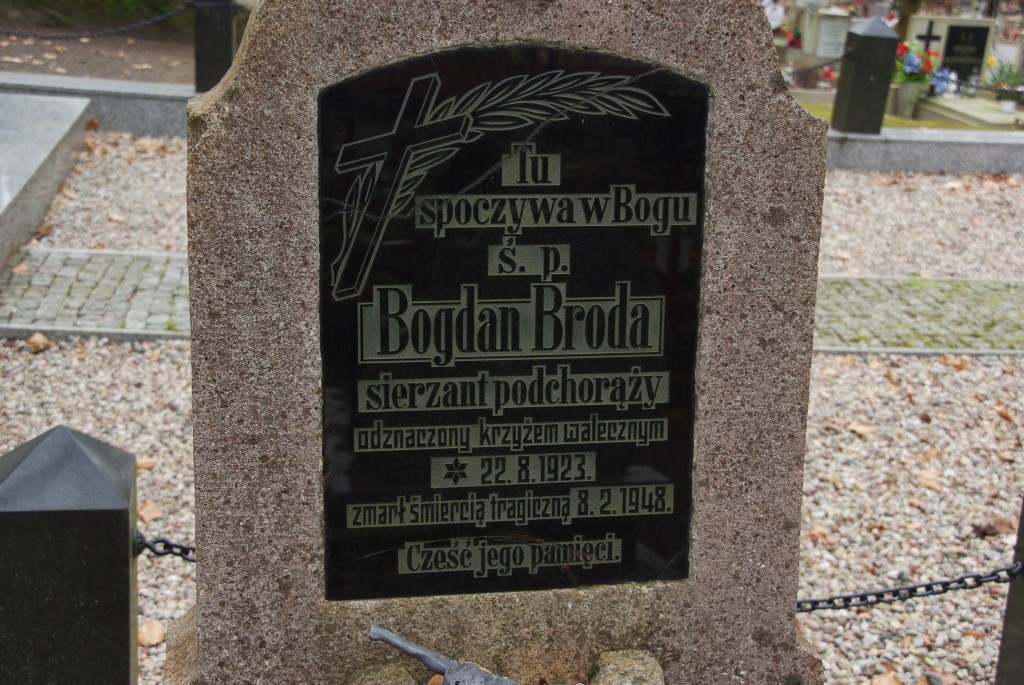 Tu
spoczywa w Bogu
ś. p.
Bogdan Broda
sierżant podchorąży
odznaczony krzyżem walecznym
22. 8. 1923.
zmarł śmiercią tragiczną 8. 2. 1948.
Cześć jego pamięci.